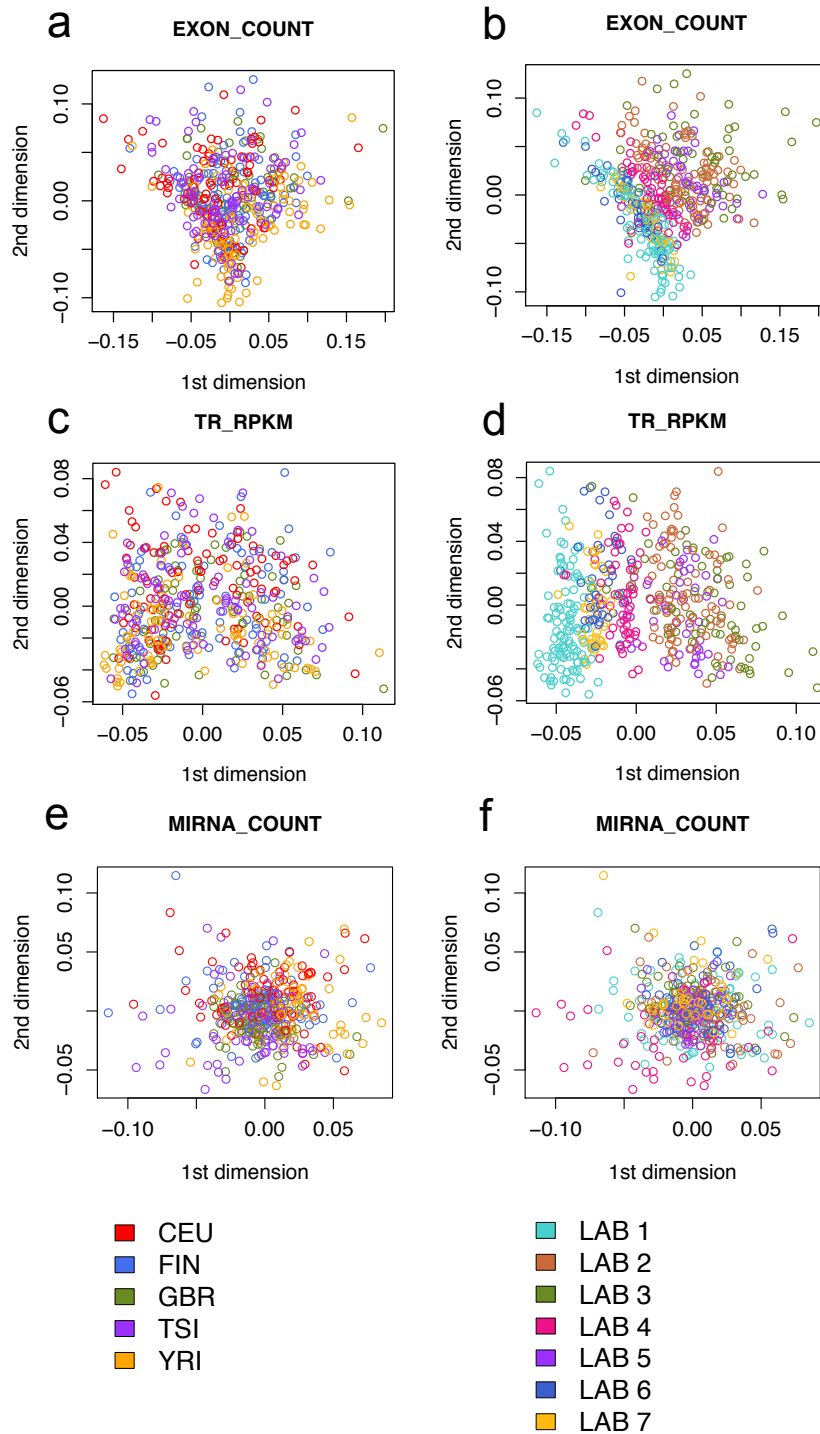 a
EXON_COUNT
2nd dimension
0.10
0.00
−0.10
−0.15
−0.05
0.05
0.15
1st dimension
b
EXON_COUNT
2nd dimension
0.10
0.00
−0.10
−0.15
−0.05
0.05
0.15
1st dimension
c
TR_RPKM
2nd dimension
0.08
0.04
0.00
−0.06
−0.05
0.00
0.05
0.10
1st dimension
d
TR_RPKM
2nd dimension
0.08
0.04
0.00
−0.06
−0.05
0.00
0.05
0.10
1st dimension
e
MIRNA_COUNT
2nd dimension
0.10
0.05
−0.05
−0.10
0.00
0.05
1st dimension
f
MIRNA_COUNT
2nd dimension
0.10
0.05
−0.05
−0.10
0.00
0.05
1st dimension
CEU
FIN
GBR
TSI
YRI
LAB 1
LAB 2
LAB 3
LAB 4
LAB 5
LAB 6
LAB 7